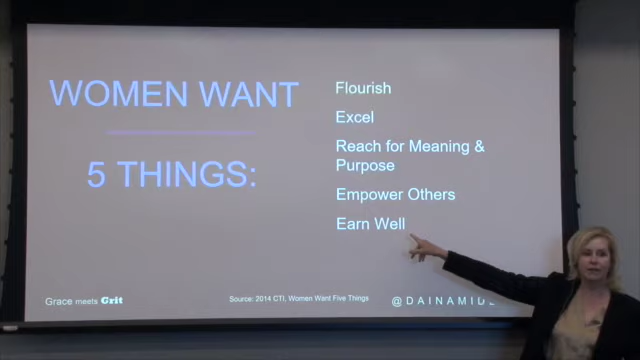 WOMEN WANT
5 THINGS:
Flourish
Excel
Reach for Meaning &
Purpose
Empower Others
Earn Well
Grace meets Grit
Source: 2014 CTI, Women Want Five Things